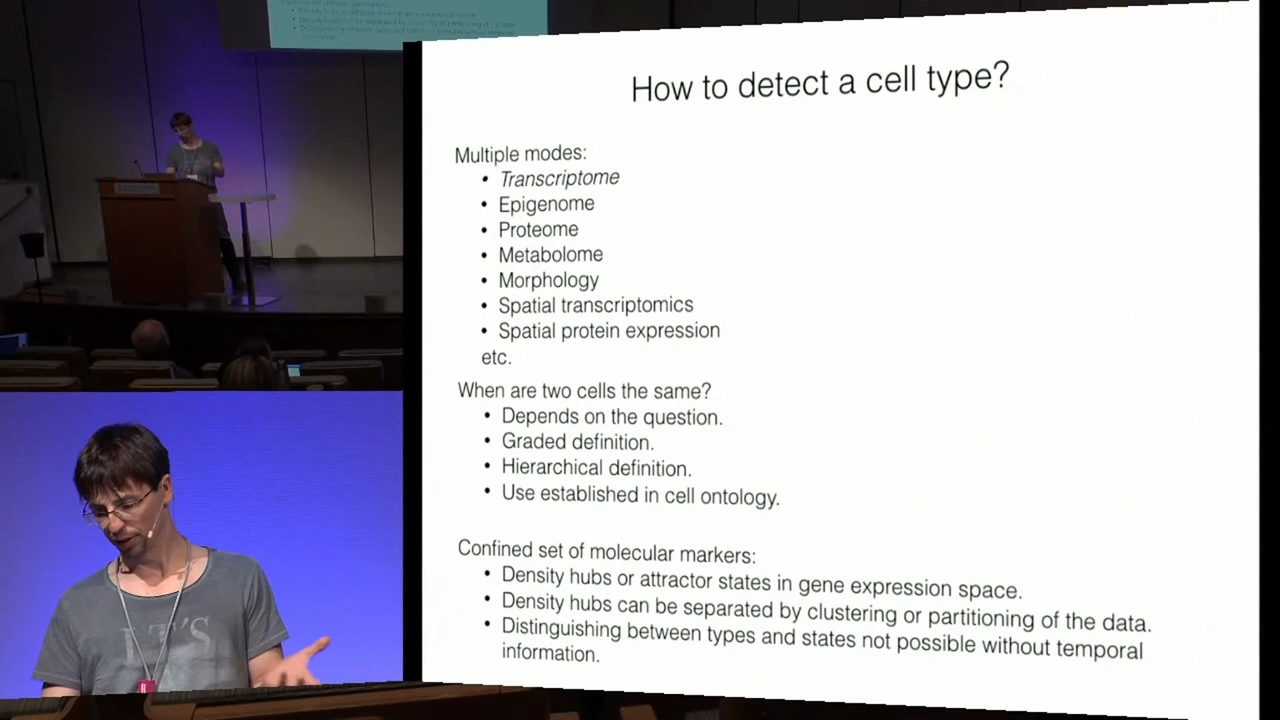 How to detect a cell type?
Multiple modes:
• Transcriptome
• Epigenome
• Proteome
• Metabolome
• Morphology
• Spatial transcriptomics
• Spatial protein expression
etc.
When are two cells the same?
• Depends on the question.
• Graded definition.
• Hierarchical definition.
• Use established in cell ontology.
Confined set of molecular markers:
• Density hubs or attractor states in gene expression space.
• Density hubs can be separated by clustering or partitioning of the data.
• Distinguishing between types and states not possible without temporal
information.